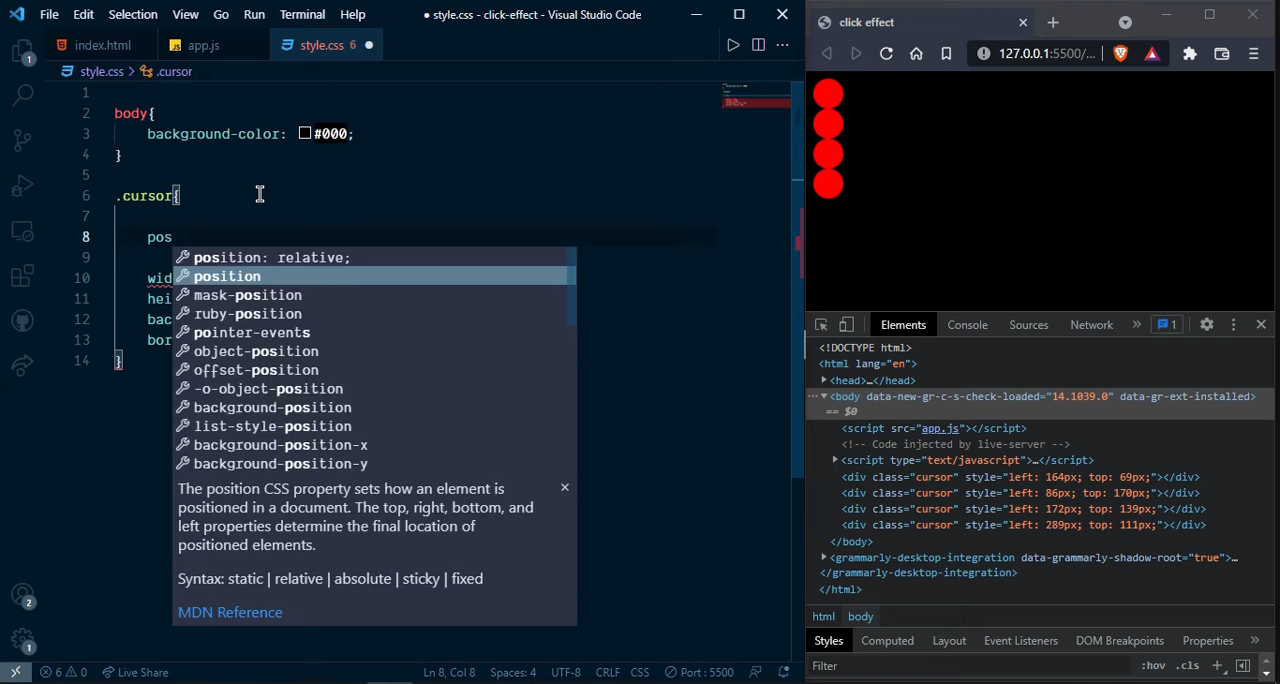 File Edit Selection View Go Run Terminal Help ● style.css - click-effect - Visual Studio Code
index.html app.js style.css 6 ●
style.css > .cursor
1
2 body{
3 background-color: #000;
4 }
5
6 .cursor{
7
8 pos
9
10 wid
11 hei
12 bac
13 bor
14 }
position: relative;
position
mask-position
ruby-position
pointer-events
object-position
offset-position
-o-object-position
background-position
list-style-position
background-position-x
background-position-y
The position CSS property sets how an element is
positioned in a document. The top, right, bottom, and
left properties determine the final location of
positioned elements.
Syntax: static | relative | absolute | sticky | fixed
MDN Reference
1
2
1
6 0 Live Share Ln 8, Col 8 Spaces: 4 UTF-8 CRLF CSS Port : 5500
click effect
127.0.0.1:5500/...
Elements Console Sources Network » 1
<!DOCTYPE html>
<html lang="en">
<head>…</head>
<body data-new-gr-c-s-check-loaded="14.1039.0" data-gr-ext-installed>
== $0
<script src="app.js"></script>
<!-- Code injected by live-server -->
<script type="text/javascript">…</script>
<div class="cursor" style="left: 164px; top: 69px;"></div>
<div class="cursor" style="left: 86px; top: 170px;"></div>
<div class="cursor" style="left: 172px; top: 139px;"></div>
<div class="cursor" style="left: 289px; top: 111px;"></div>
</body>
<grammarly-desktop-integration data-grammarly-shadow-root="true">…
</grammarly-desktop-integration>
</html>
html body
Styles Computed Layout Event Listeners DOM Breakpoints Properties »
Filter :hov .cls +